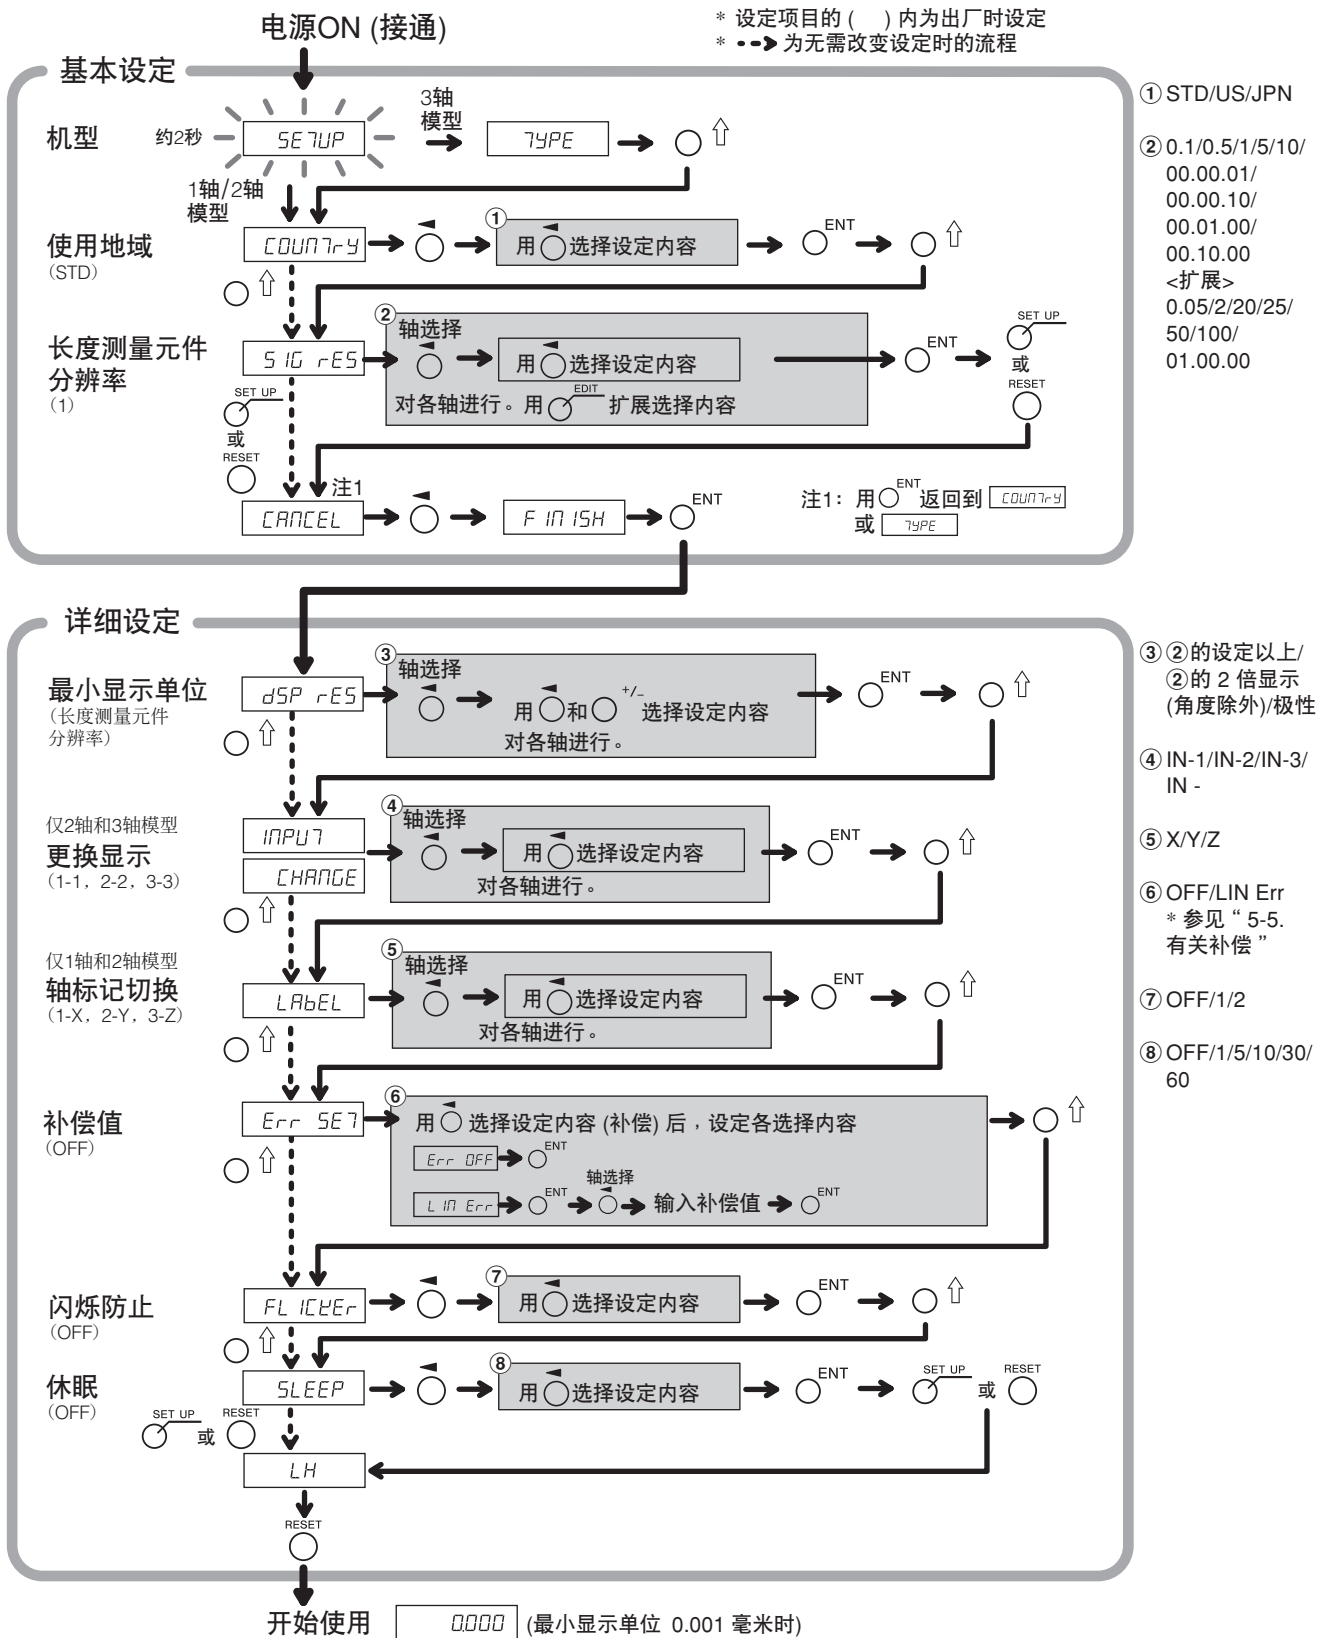 电源ON (接通)
* 设定项目的 ( ) 内为出厂时设定
* 为无需改变设定时的流程
基本设定
机型
约2秒
SETUP
3轴
模型
TYPE
1轴/2轴
模型
使用地域
(STD)
COUNTrY
①
用 选择设定内容
ENT
长度测量元件
分辨率
(1)
SIG rES
②
轴选择
用 选择设定内容
对各轴进行。用 EDIT 扩展选择内容
ENT
SET UP
或
RESET
SET UP
或
RESET
注1
CANCEL
FINISH
ENT
注1: 用 ENT 返回到 COUNTrY
或 TYPE
① STD/US/JPN
② 0.1/0.5/1/5/10/
00.00.01/
00.00.10/
00.01.00/
00.10.00
<扩展>
0.05/2/20/25/
50/100/
01.00.00
详细设定
最小显示单位
(长度测量元件
分辨率)
dSP rES
③
轴选择
用 和 +/- 选择设定内容
对各轴进行。
ENT
仅2轴和3轴模型
更换显示
(1-1, 2-2, 3-3)
INPUT
CHANGE
④
轴选择
用 选择设定内容
对各轴进行。
ENT
仅1轴和2轴模型
轴标记切换
(1-X, 2-Y, 3-Z)
LAbEL
⑤
轴选择
用 选择设定内容
对各轴进行。
ENT
补偿值
(OFF)
Err SET
⑥
用 选择设定内容 (补偿) 后,设定各选择内容
Err OFF
ENT
LIN Err
ENT
轴选择
输入补偿值
ENT
闪烁防止
(OFF)
FLICKEr
⑦
用 选择设定内容
ENT
休眠
(OFF)
SLEEP
⑧
用 选择设定内容
ENT
SET UP
或
RESET
SET UP
或
RESET
LH
RESET
③ ②的设定以上/
②的 2 倍显示
(角度除外)/极性
④ IN-1/IN-2/IN-3/
IN -
⑤ X/Y/Z
⑥ OFF/LIN Err
* 参见“ 5-5.
有关补偿 ”
⑦ OFF/1/2
⑧ OFF/1/5/10/30/
60
开始使用
0.000
(最小显示单位 0.001 毫米时)